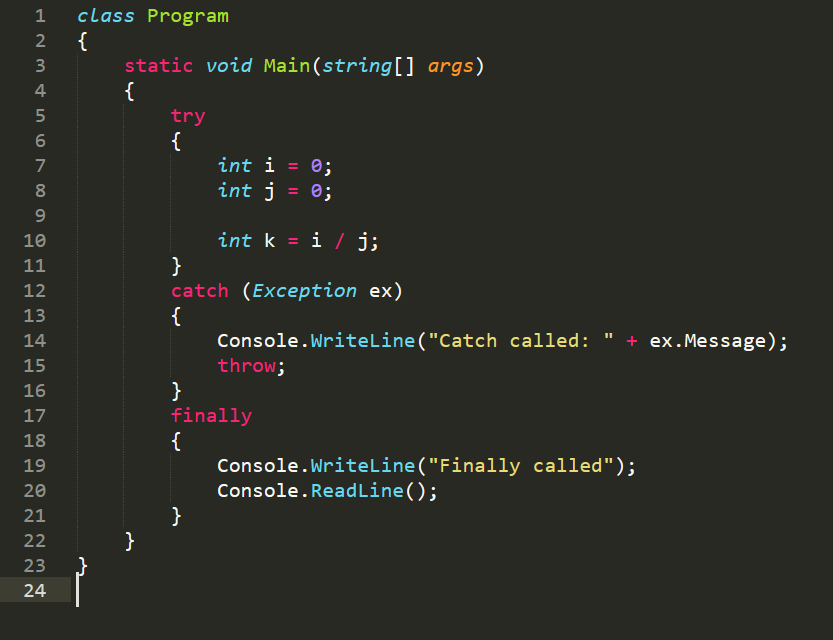 1 class Program
2 {
3     static void Main(string[] args)
4     {
5         try
6         {
7             int i = 0;
8             int j = 0;
9
10             int k = i / j;
11         }
12         catch (Exception ex)
13         {
14             Console.WriteLine("Catch called: " + ex.Message);
15             throw;
16         }
17         finally
18         {
19             Console.WriteLine("Finally called");
20             Console.ReadLine();
21         }
22     }
23 }
24